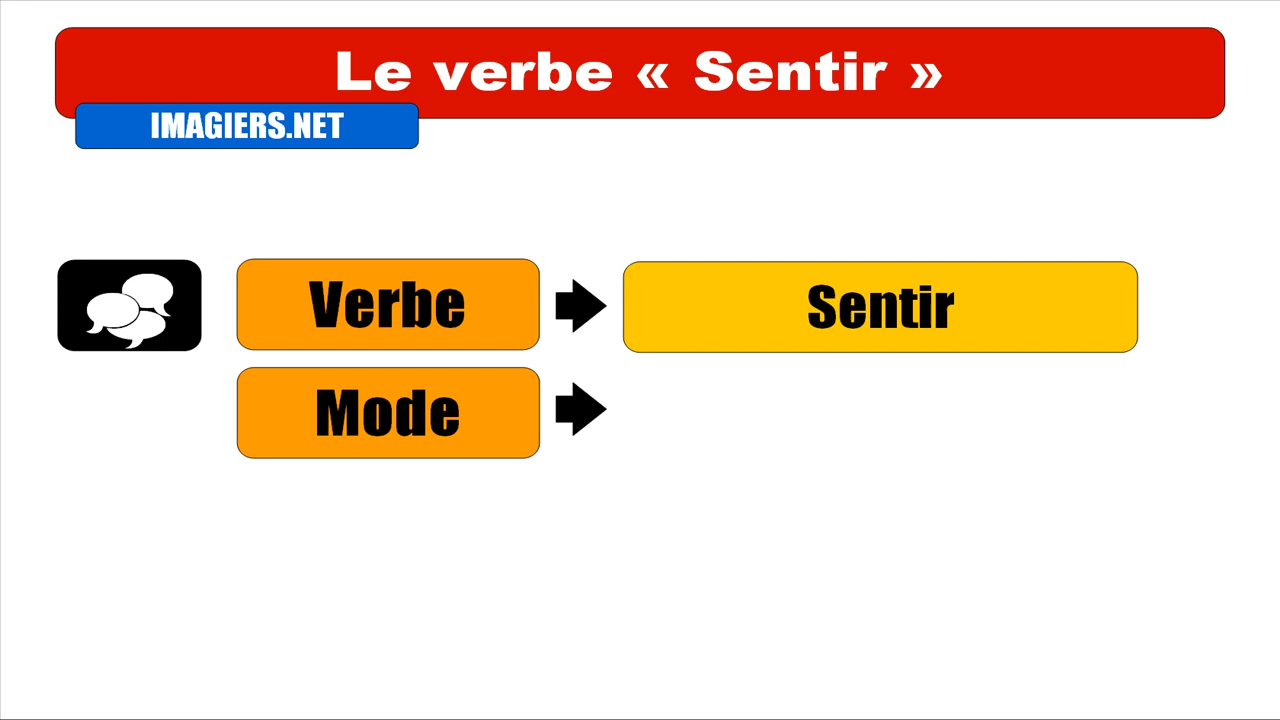 Le verbe « Sentir »
IMAGIERS.NET
Verbe
Sentir
Mode